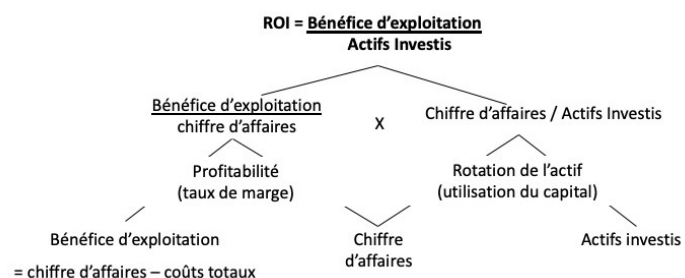 ROI = Bénéfice d'exploitation
Actifs Investis
Bénéfice d'exploitation
chiffre d'affaires
X
Chiffre d'affaires / Actifs Investis
Profitabilité
(taux de marge)
Rotation de l'actif
(utilisation du capital)
Bénéfice d'exploitation
= chiffre d'affaires – coûts totaux
Chiffre
d'affaires
Actifs investis